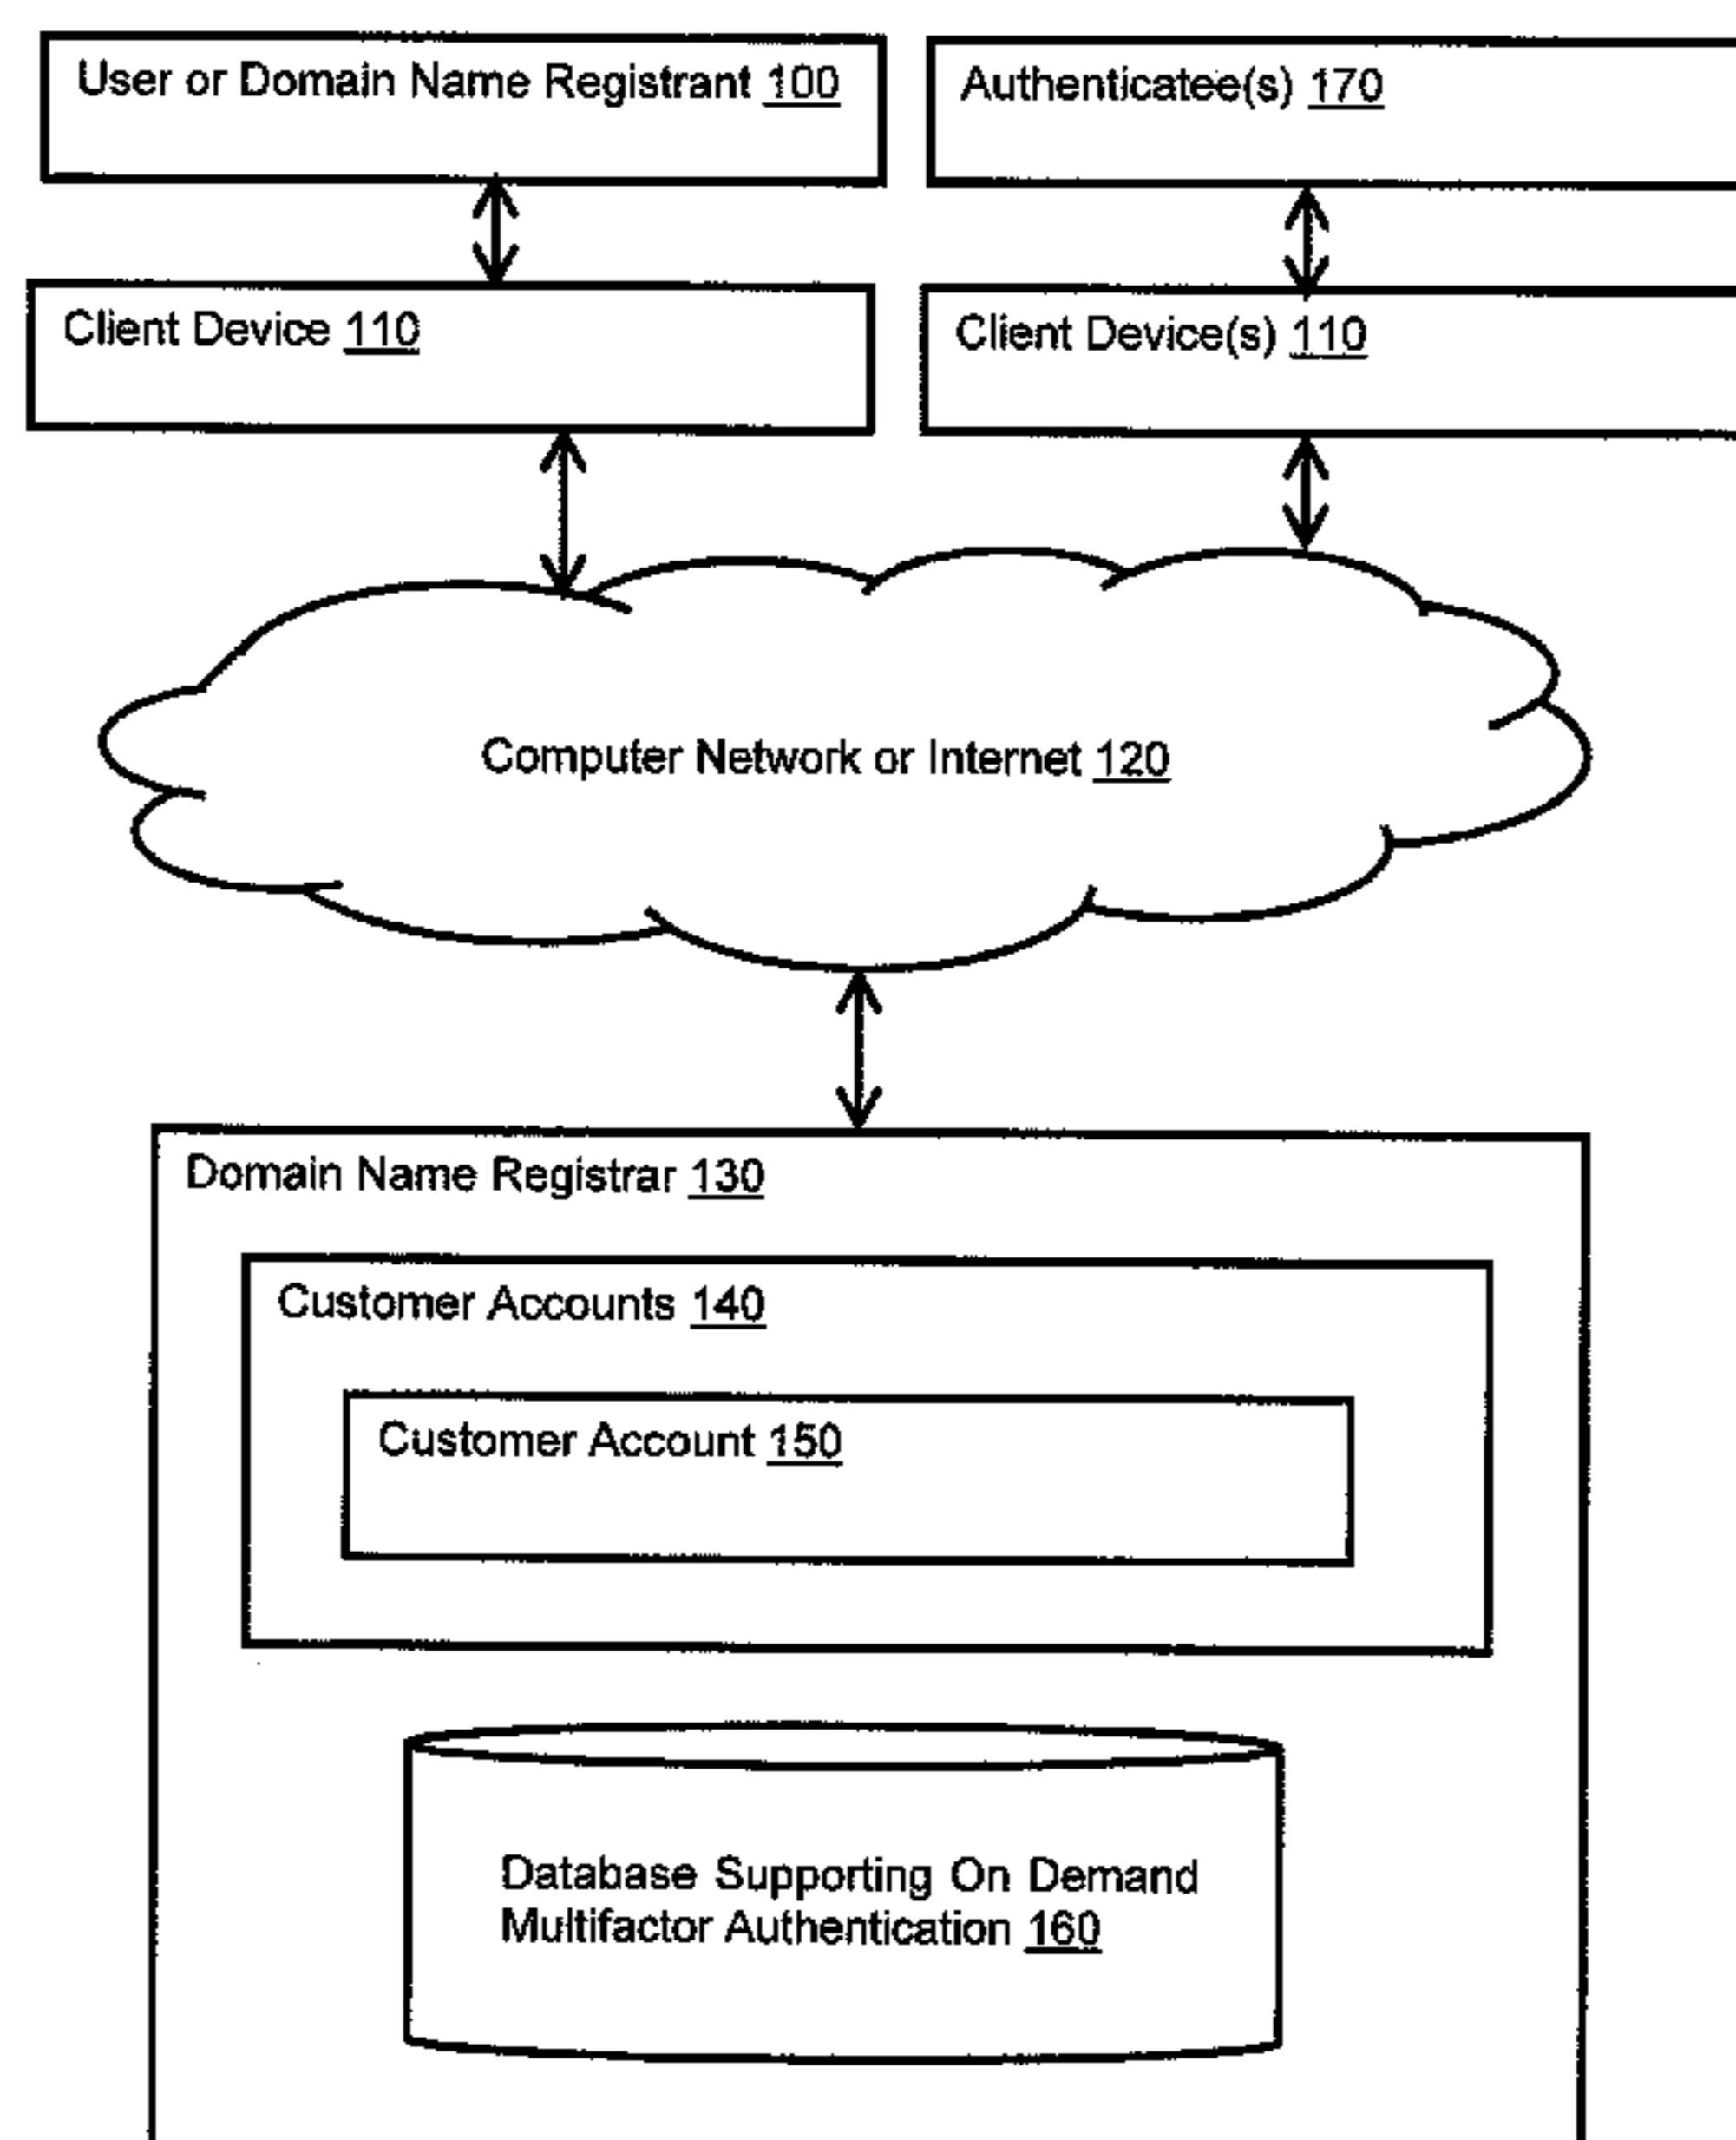 User or Domain Name Registrant 100
Authenticatee(s) 170
Client Device 110
Client Device(s) 110
Computer Network or Internet 120
Domain Name Registrar 130
Customer Accounts 140
Customer Account 150
Database Supporting On Demand
Multifactor Authentication 160